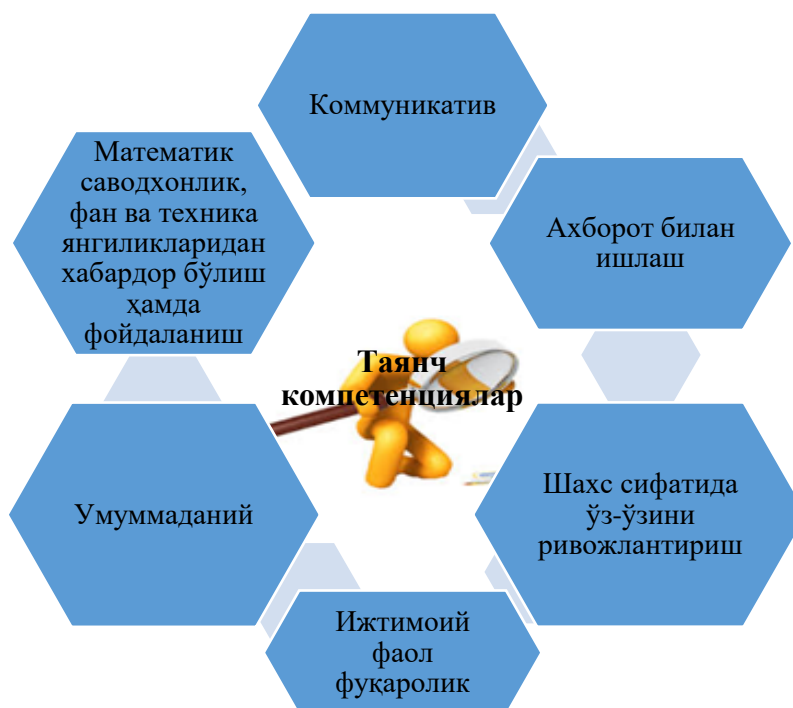 Коммуникатив
Математик
саводхонлик,
фан ва техника
янгиликларидан
хабардор бўлиш
ҳамда
фойдаланиш
Ахборот билан
ишлаш
Таянч
компетенциялар
Умуммаданий
Шахс сифатида
ўз-ўзини
ривожлантириш
Ижтимоий
фаол
фуқаролик